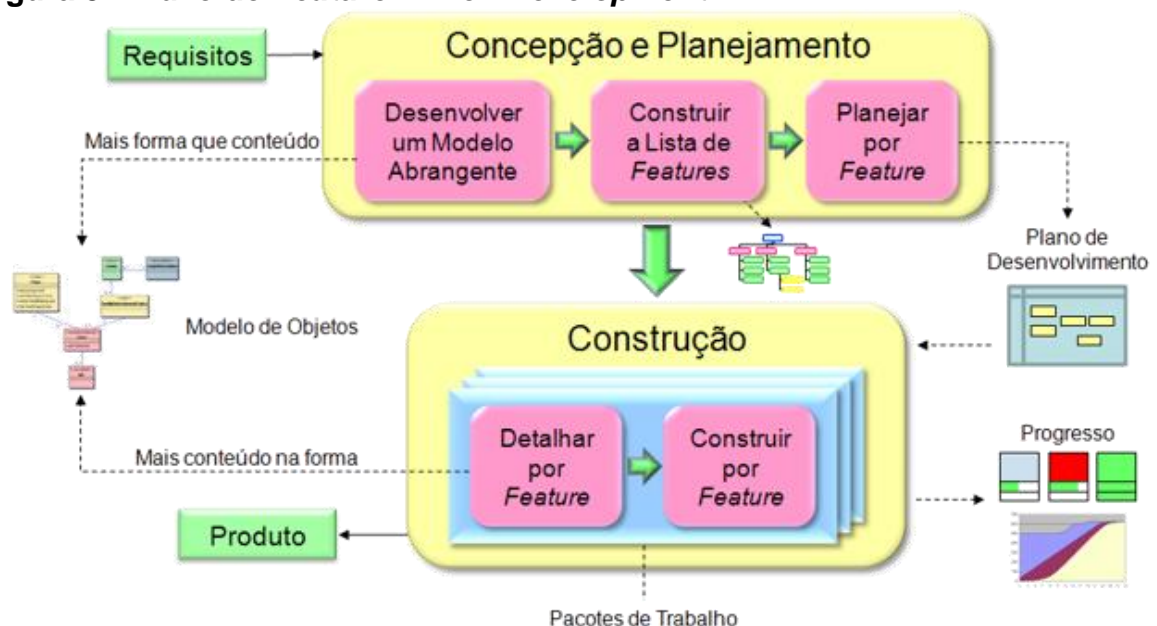 Requisitos
Concepção e Planejamento
Desenvolver
um Modelo
Abrangente
Construir
a Lista de
Features
Planejar
por
Feature
Mais forma que conteúdo
Plano de
Desenvolvimento
Modelo de Objetos
Construção
Detalhar
por
Feature
Construir
por
Feature
Mais conteúdo na forma
Progresso
Produto
Pacotes de Trabalho